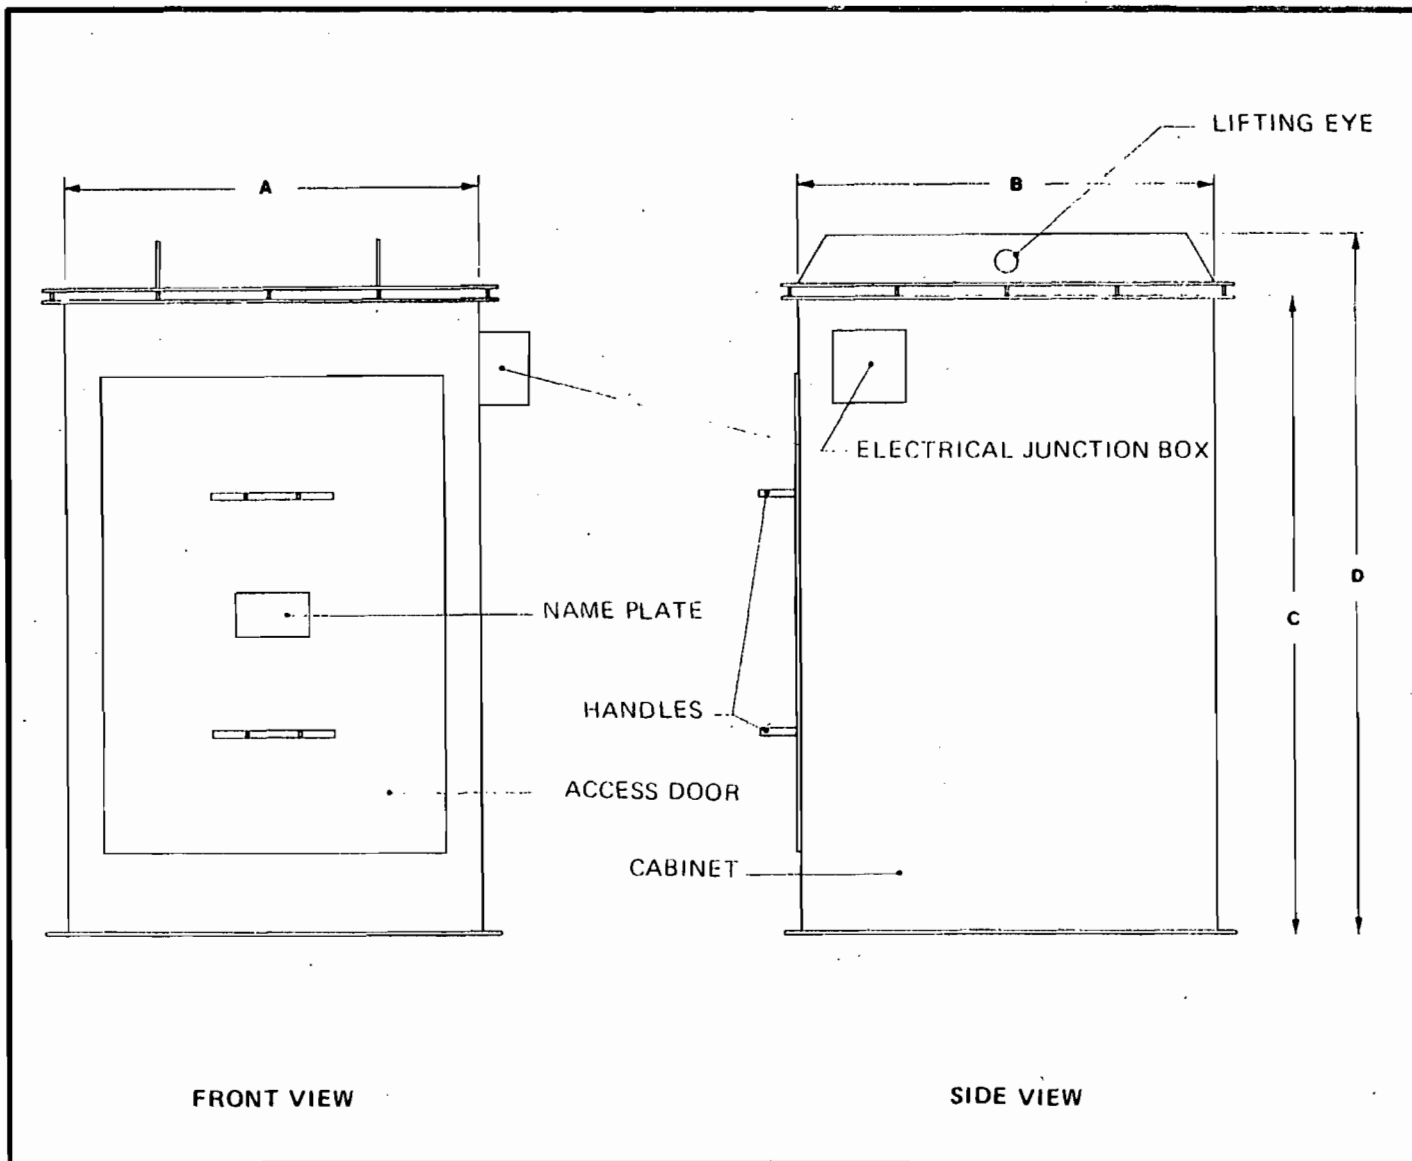 LIFTING EYE
A
B
ELECTRICAL JUNCTION BOX
D
NAME PLATE
C
HANDLES
ACCESS DOOR
CABINET
FRONT VIEW
SIDE VIEW